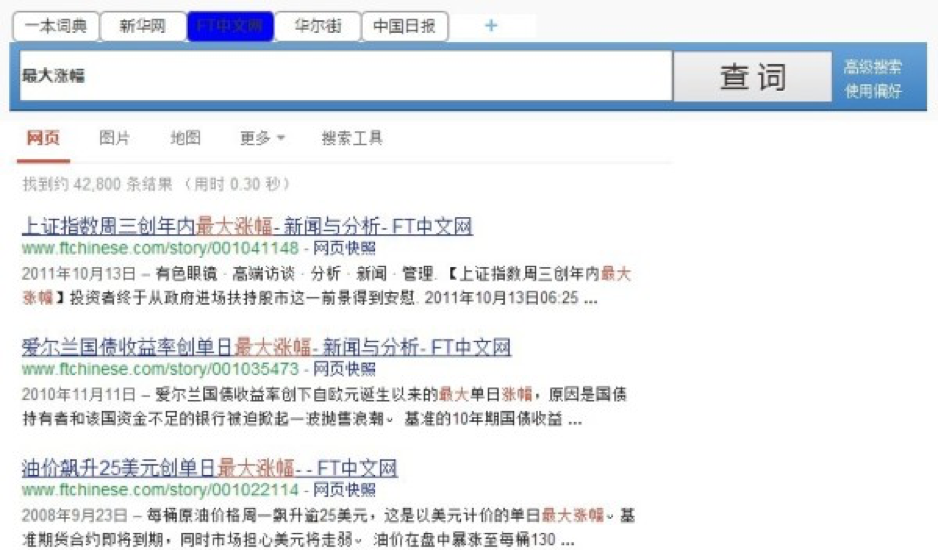 一本词典 新华网 FT中文网 华尔街 中国日报 +
最大涨幅 查词 高级搜索
使用偏好
网页 图片 地图 更多 搜索工具
找到约 42,800 条结果 （用时 0.30 秒）
上证指数周三创年内最大涨幅- 新闻与分析- FT中文网
www.ftchinese.com/story/001041148 - 网页快照
2011年10月13日 – 有色眼镜 · 高端访谈 · 分析 · 新闻 · 管理. 【上证指数周三创年内最大
涨幅】投资者终于从政府进场扶持股市这一前景得到安慰. 2011年10月13日06:25 ...
爱尔兰国债收益率创单日最大涨幅- 新闻与分析- FT中文网
www.ftchinese.com/story/001035473 - 网页快照
2010年11月11日 – 爱尔兰国债收益率创下自欧元诞生以来的最大单日涨幅，原因是国债
持有者和该国资金不足的银行被迫掀起一波抛售浪潮。 基准的10年期国债收益 ...
油价飙升25美元创单日最大涨幅- - FT中文网
www.ftchinese.com/story/001022114 - 网页快照
2008年9月23日 – 每桶原油价格周一飙升逾25美元，这是以美元计价的单日最大涨幅。基
准期货合约即将到期，同时市场担心美元将走弱。 油价在盘中暴涨至每桶130 ...